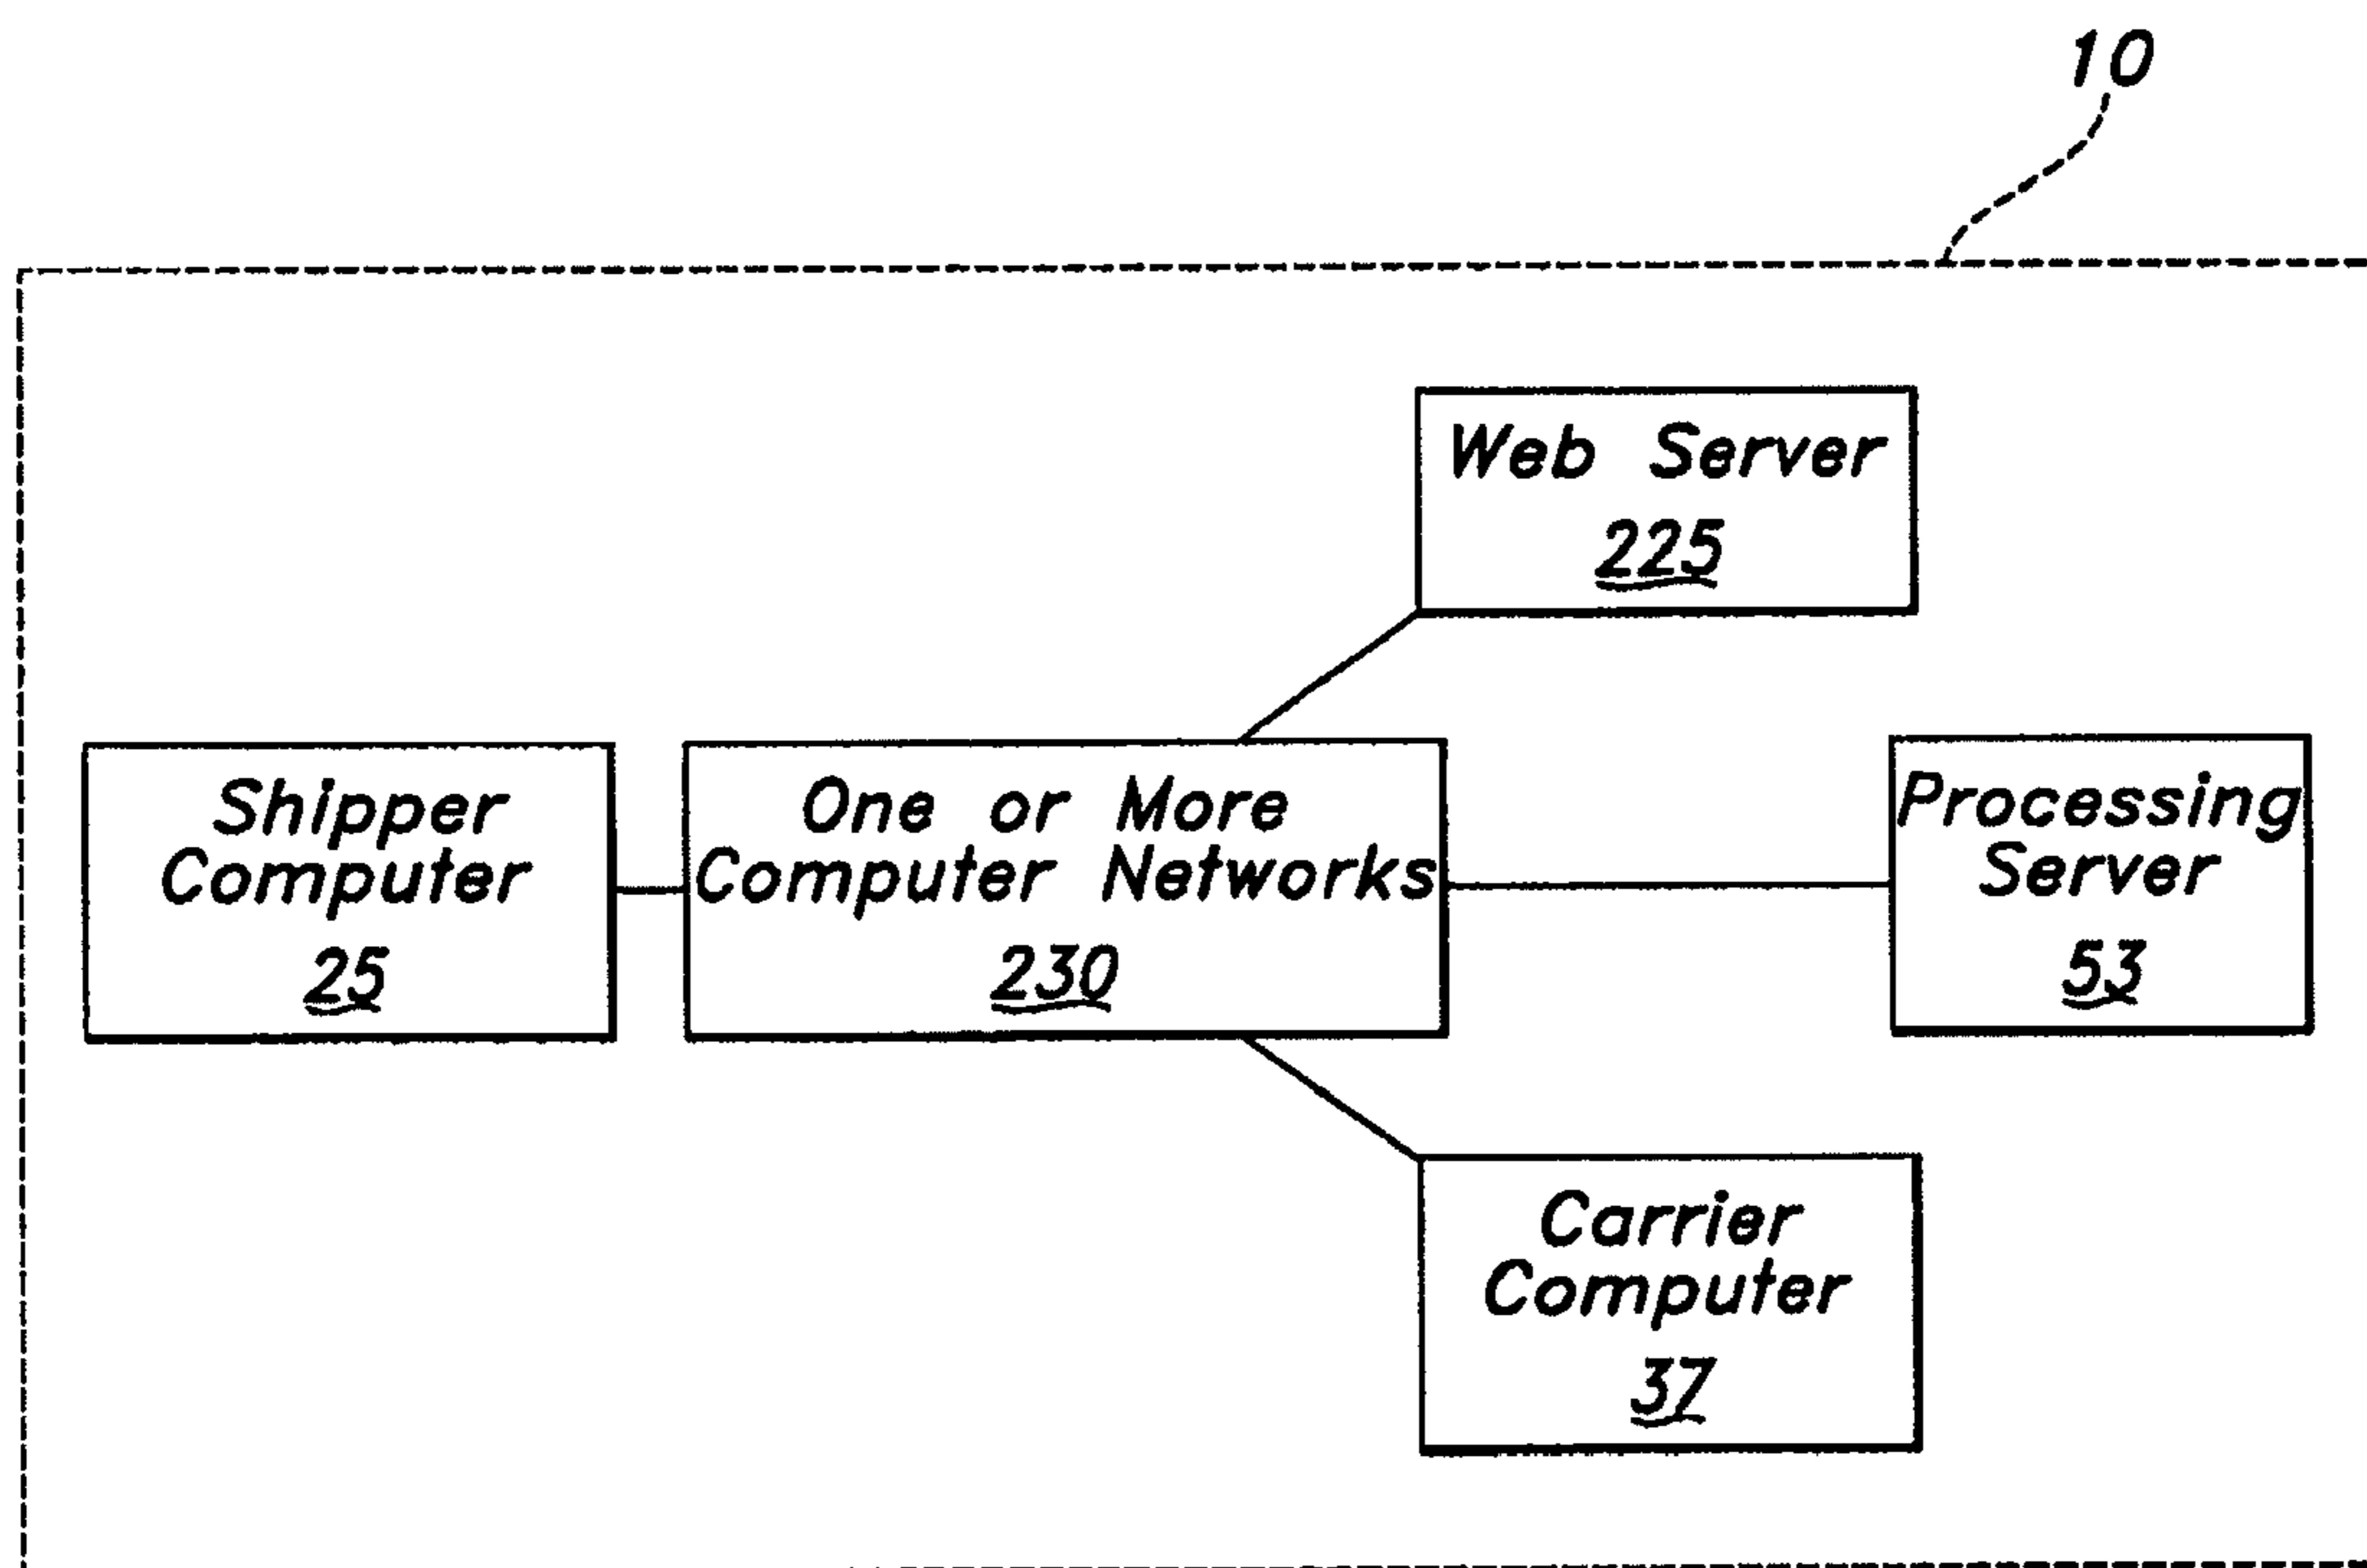 10
Web Server
225
Shipper
Computer
25
One or More
Computer Networks
230
Processing
Server
53
Carrier
Computer
37